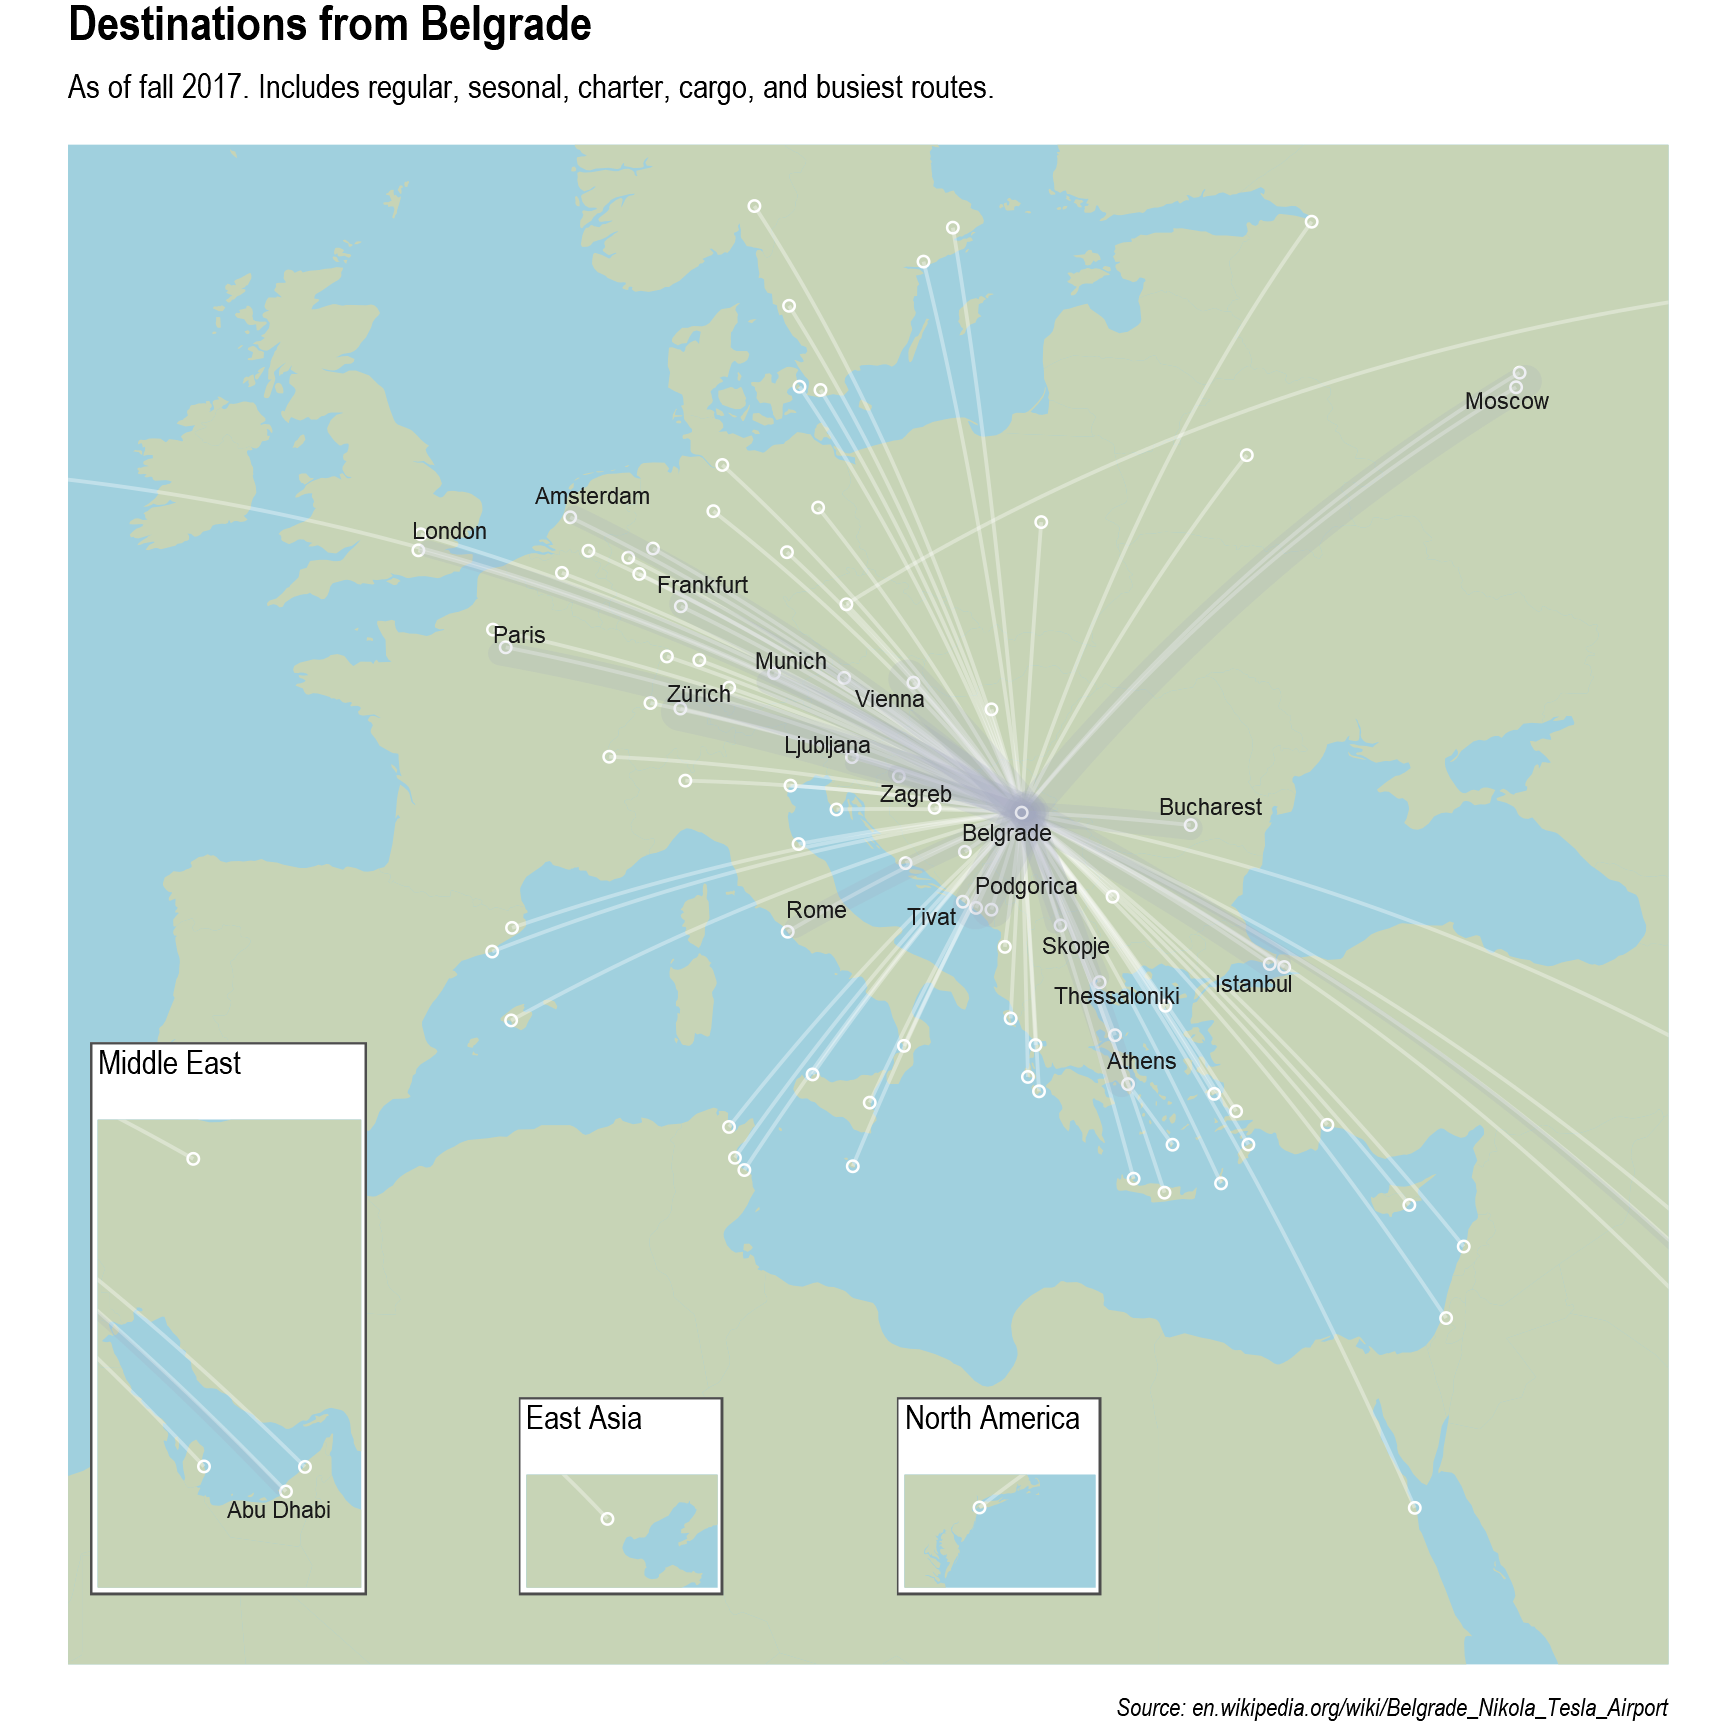 Destinations from Belgrade
As of fall 2017. Includes regular, sesonal, charter, cargo, and busiest routes.
Moscow
Amsterdam
London
Frankfurt
Paris
Munich
Zürich
Vienna
Ljubljana
Zagreb
Bucharest
Belgrade
Podgorica
Rome
Tivat
Skopje
Istanbul
Thessaloniki
Athens
Middle East
Abu Dhabi
East Asia
North America
Source: en.wikipedia.org/wiki/Belgrade_Nikola_Tesla_Airport